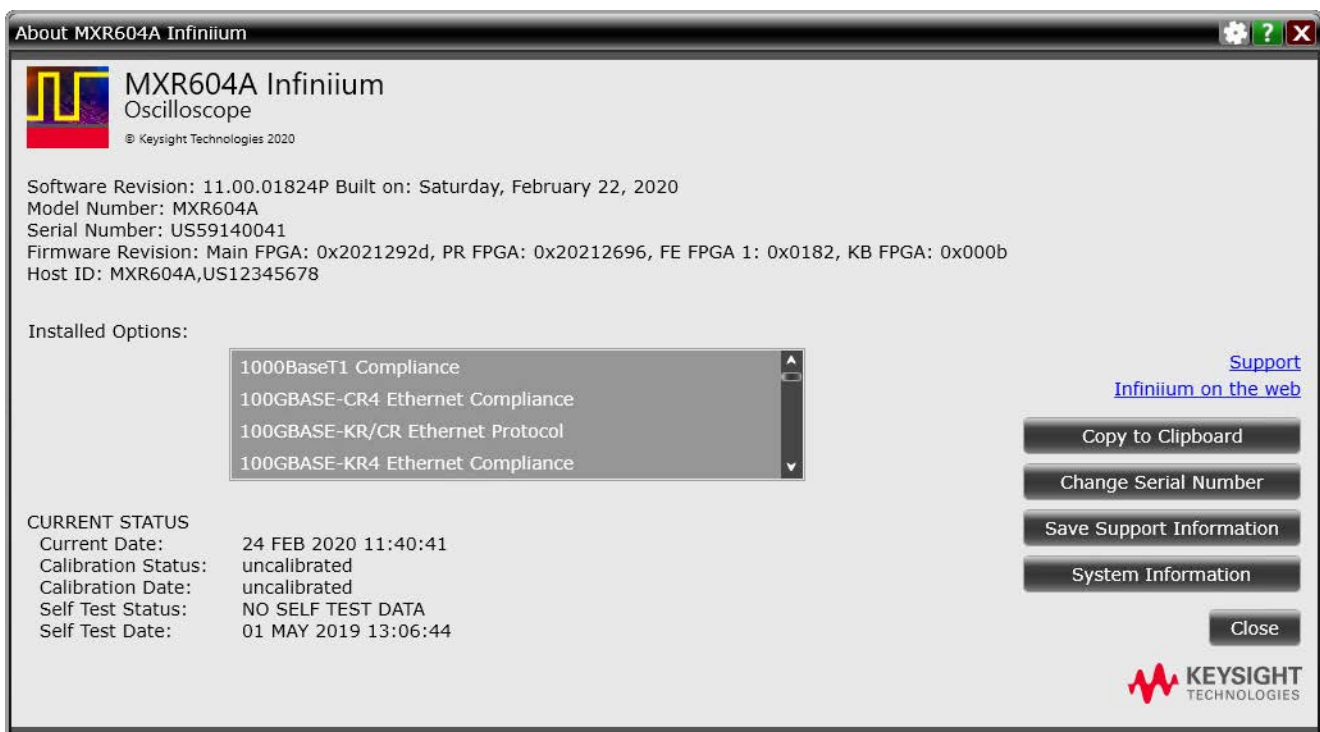 About MXR604A Infiniium
?
X
MXR604A Infiniium
Oscilloscope
© Keysight Technologies 2020
Software Revision: 11.00.01824P Built on: Saturday, February 22, 2020
Model Number: MXR604A
Serial Number: US59140041
Firmware Revision: Main FPGA: 0x2021292d, PR FPGA: 0x20212696, FE FPGA 1: 0x0182, KB FPGA: 0x000b
Host ID: MXR604A,US12345678
Installed Options:
1000BaseT1 Compliance
100GBASE-CR4 Ethernet Compliance
100GBASE-KR/CR Ethernet Protocol
100GBASE-KR4 Ethernet Compliance
Support
Infiniium on the web
Copy to Clipboard
Change Serial Number
Save Support Information
System Information
Close
CURRENT STATUS
Current Date: 24 FEB 2020 11:40:41
Calibration Status: uncalibrated
Calibration Date: uncalibrated
Self Test Status: NO SELF TEST DATA
Self Test Date: 01 MAY 2019 13:06:44
KEYSIGHT
TECHNOLOGIES